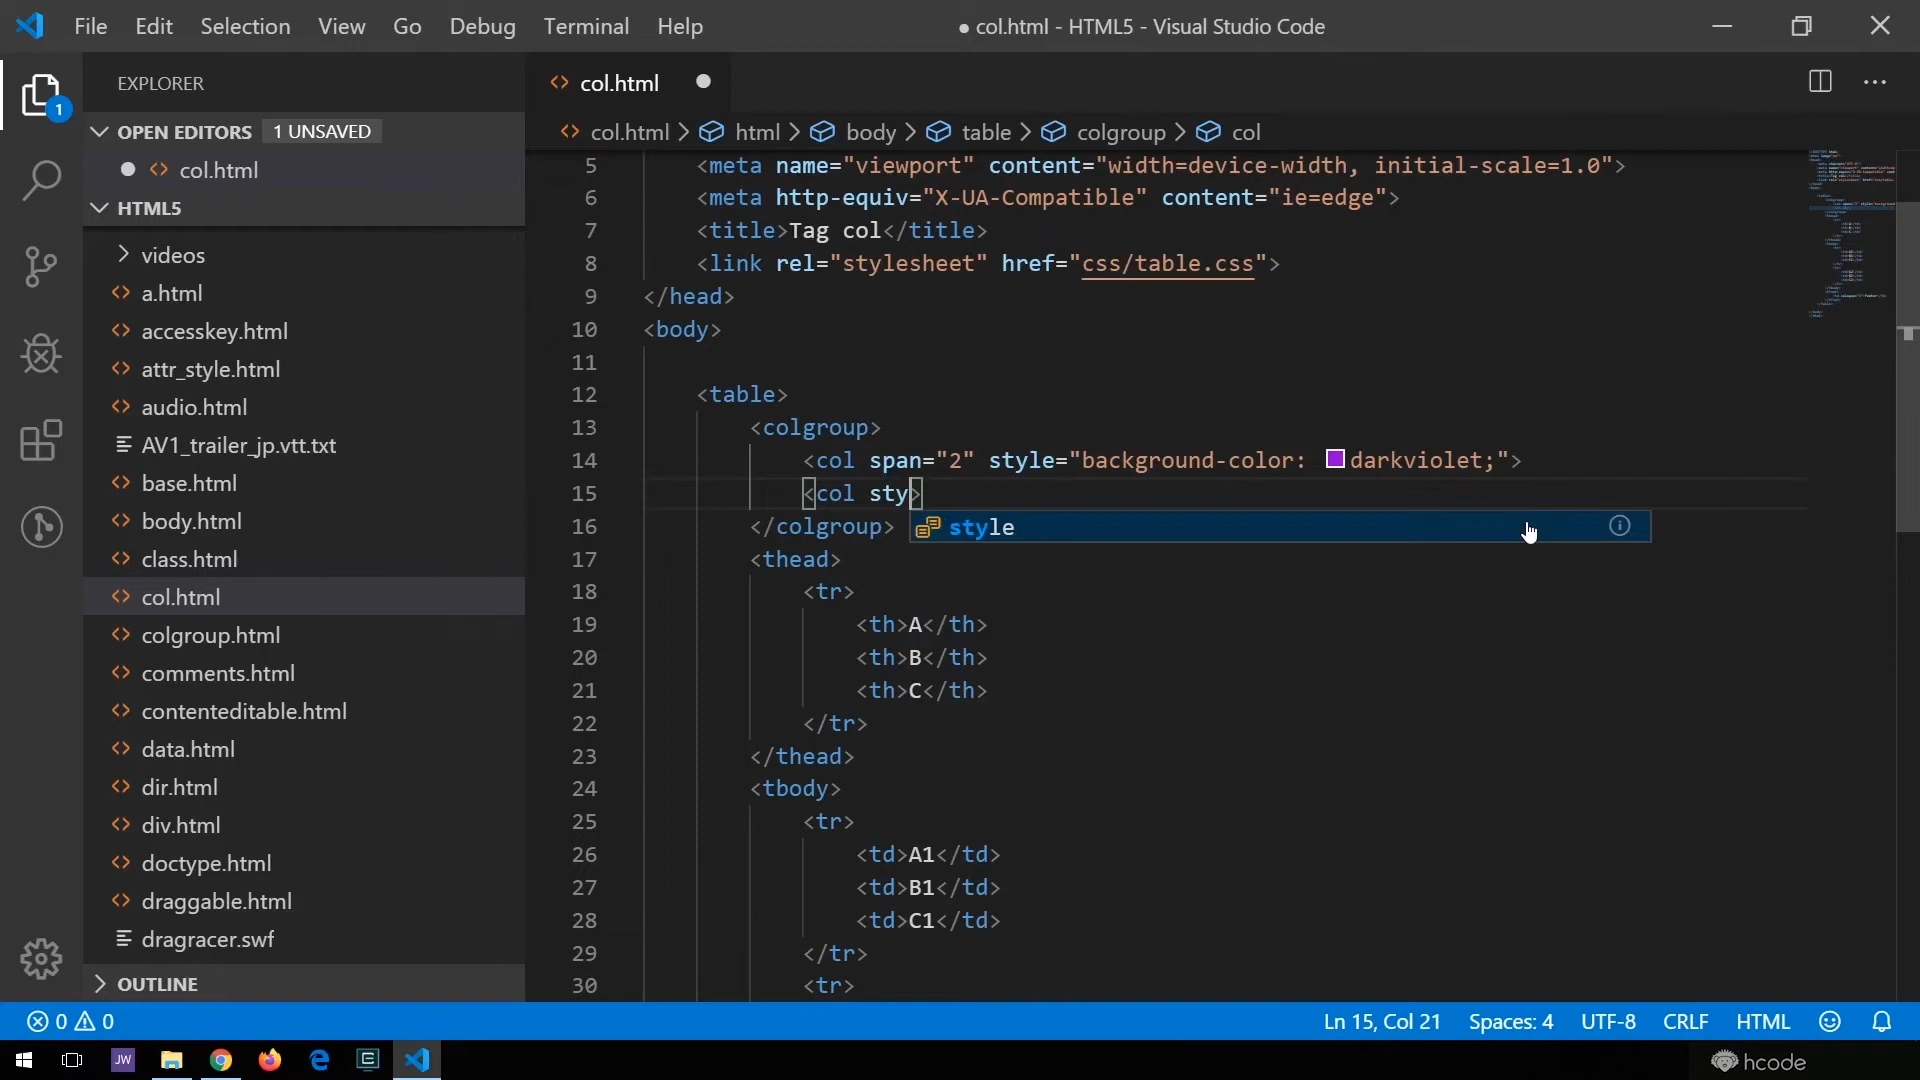 File Edit Selection View Go Debug Terminal Help
● col.html - HTML5 - Visual Studio Code
1
EXPLORER
OPEN EDITORS 1 UNSAVED
col.html
HTML5
videos
a.html
accesskey.html
attr_style.html
audio.html
AV1_trailer_jp.vtt.txt
base.html
body.html
class.html
col.html
colgroup.html
comments.html
contenteditable.html
data.html
dir.html
div.html
doctype.html
draggable.html
dragracer.swf
OUTLINE
col.html
col.html > html > body > table > colgroup > col
5 <meta name="viewport" content="width=device-width, initial-scale=1.0">
6 <meta http-equiv="X-UA-Compatible" content="ie=edge">
7 <title>Tag col</title>
8 <link rel="stylesheet" href="css/table.css">
9 </head>
10 <body>
11
12 <table>
13 <colgroup>
14 <col span="2" style="background-color: darkviolet;">
15 <col sty>
16 </colgroup>
style
17 <thead>
18 <tr>
19 <th>A</th>
20 <th>B</th>
21 <th>C</th>
22 </tr>
23 </thead>
24 <tbody>
25 <tr>
26 <td>A1</td>
27 <td>B1</td>
28 <td>C1</td>
29 </tr>
30 <tr>
0 0
Ln 15, Col 21 Spaces: 4 UTF-8 CRLF HTML
JW
hcode